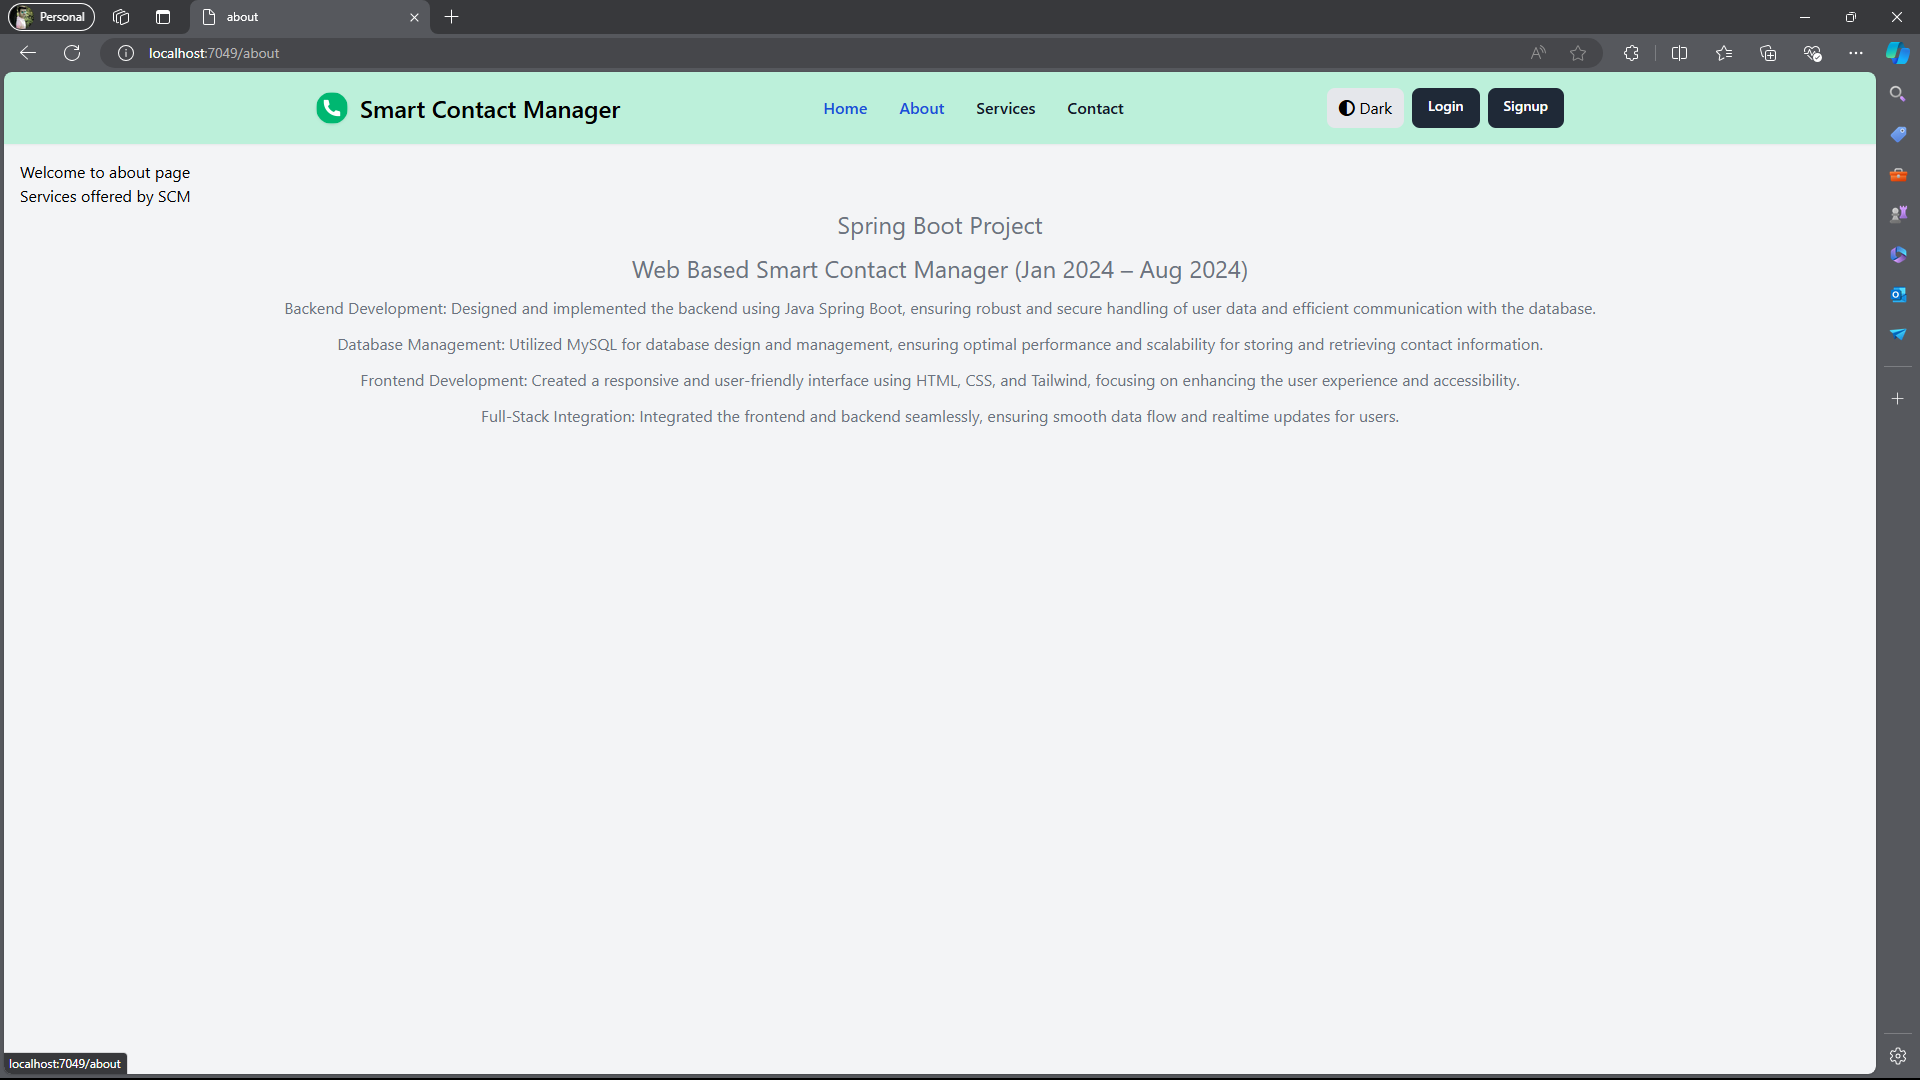 Personal
about
localhost:7049/about
Smart Contact Manager
Home
About
Services
Contact
Dark
Login
Signup
Welcome to about page
Services offered by SCM
Spring Boot Project
Web Based Smart Contact Manager (Jan 2024 – Aug 2024)
Backend Development: Designed and implemented the backend using Java Spring Boot, ensuring robust and secure handling of user data and efficient communication with the database.
Database Management: Utilized MySQL for database design and management, ensuring optimal performance and scalability for storing and retrieving contact information.
Frontend Development: Created a responsive and user-friendly interface using HTML, CSS, and Tailwind, focusing on enhancing the user experience and accessibility.
Full-Stack Integration: Integrated the frontend and backend seamlessly, ensuring smooth data flow and realtime updates for users.
localhost:7049/about